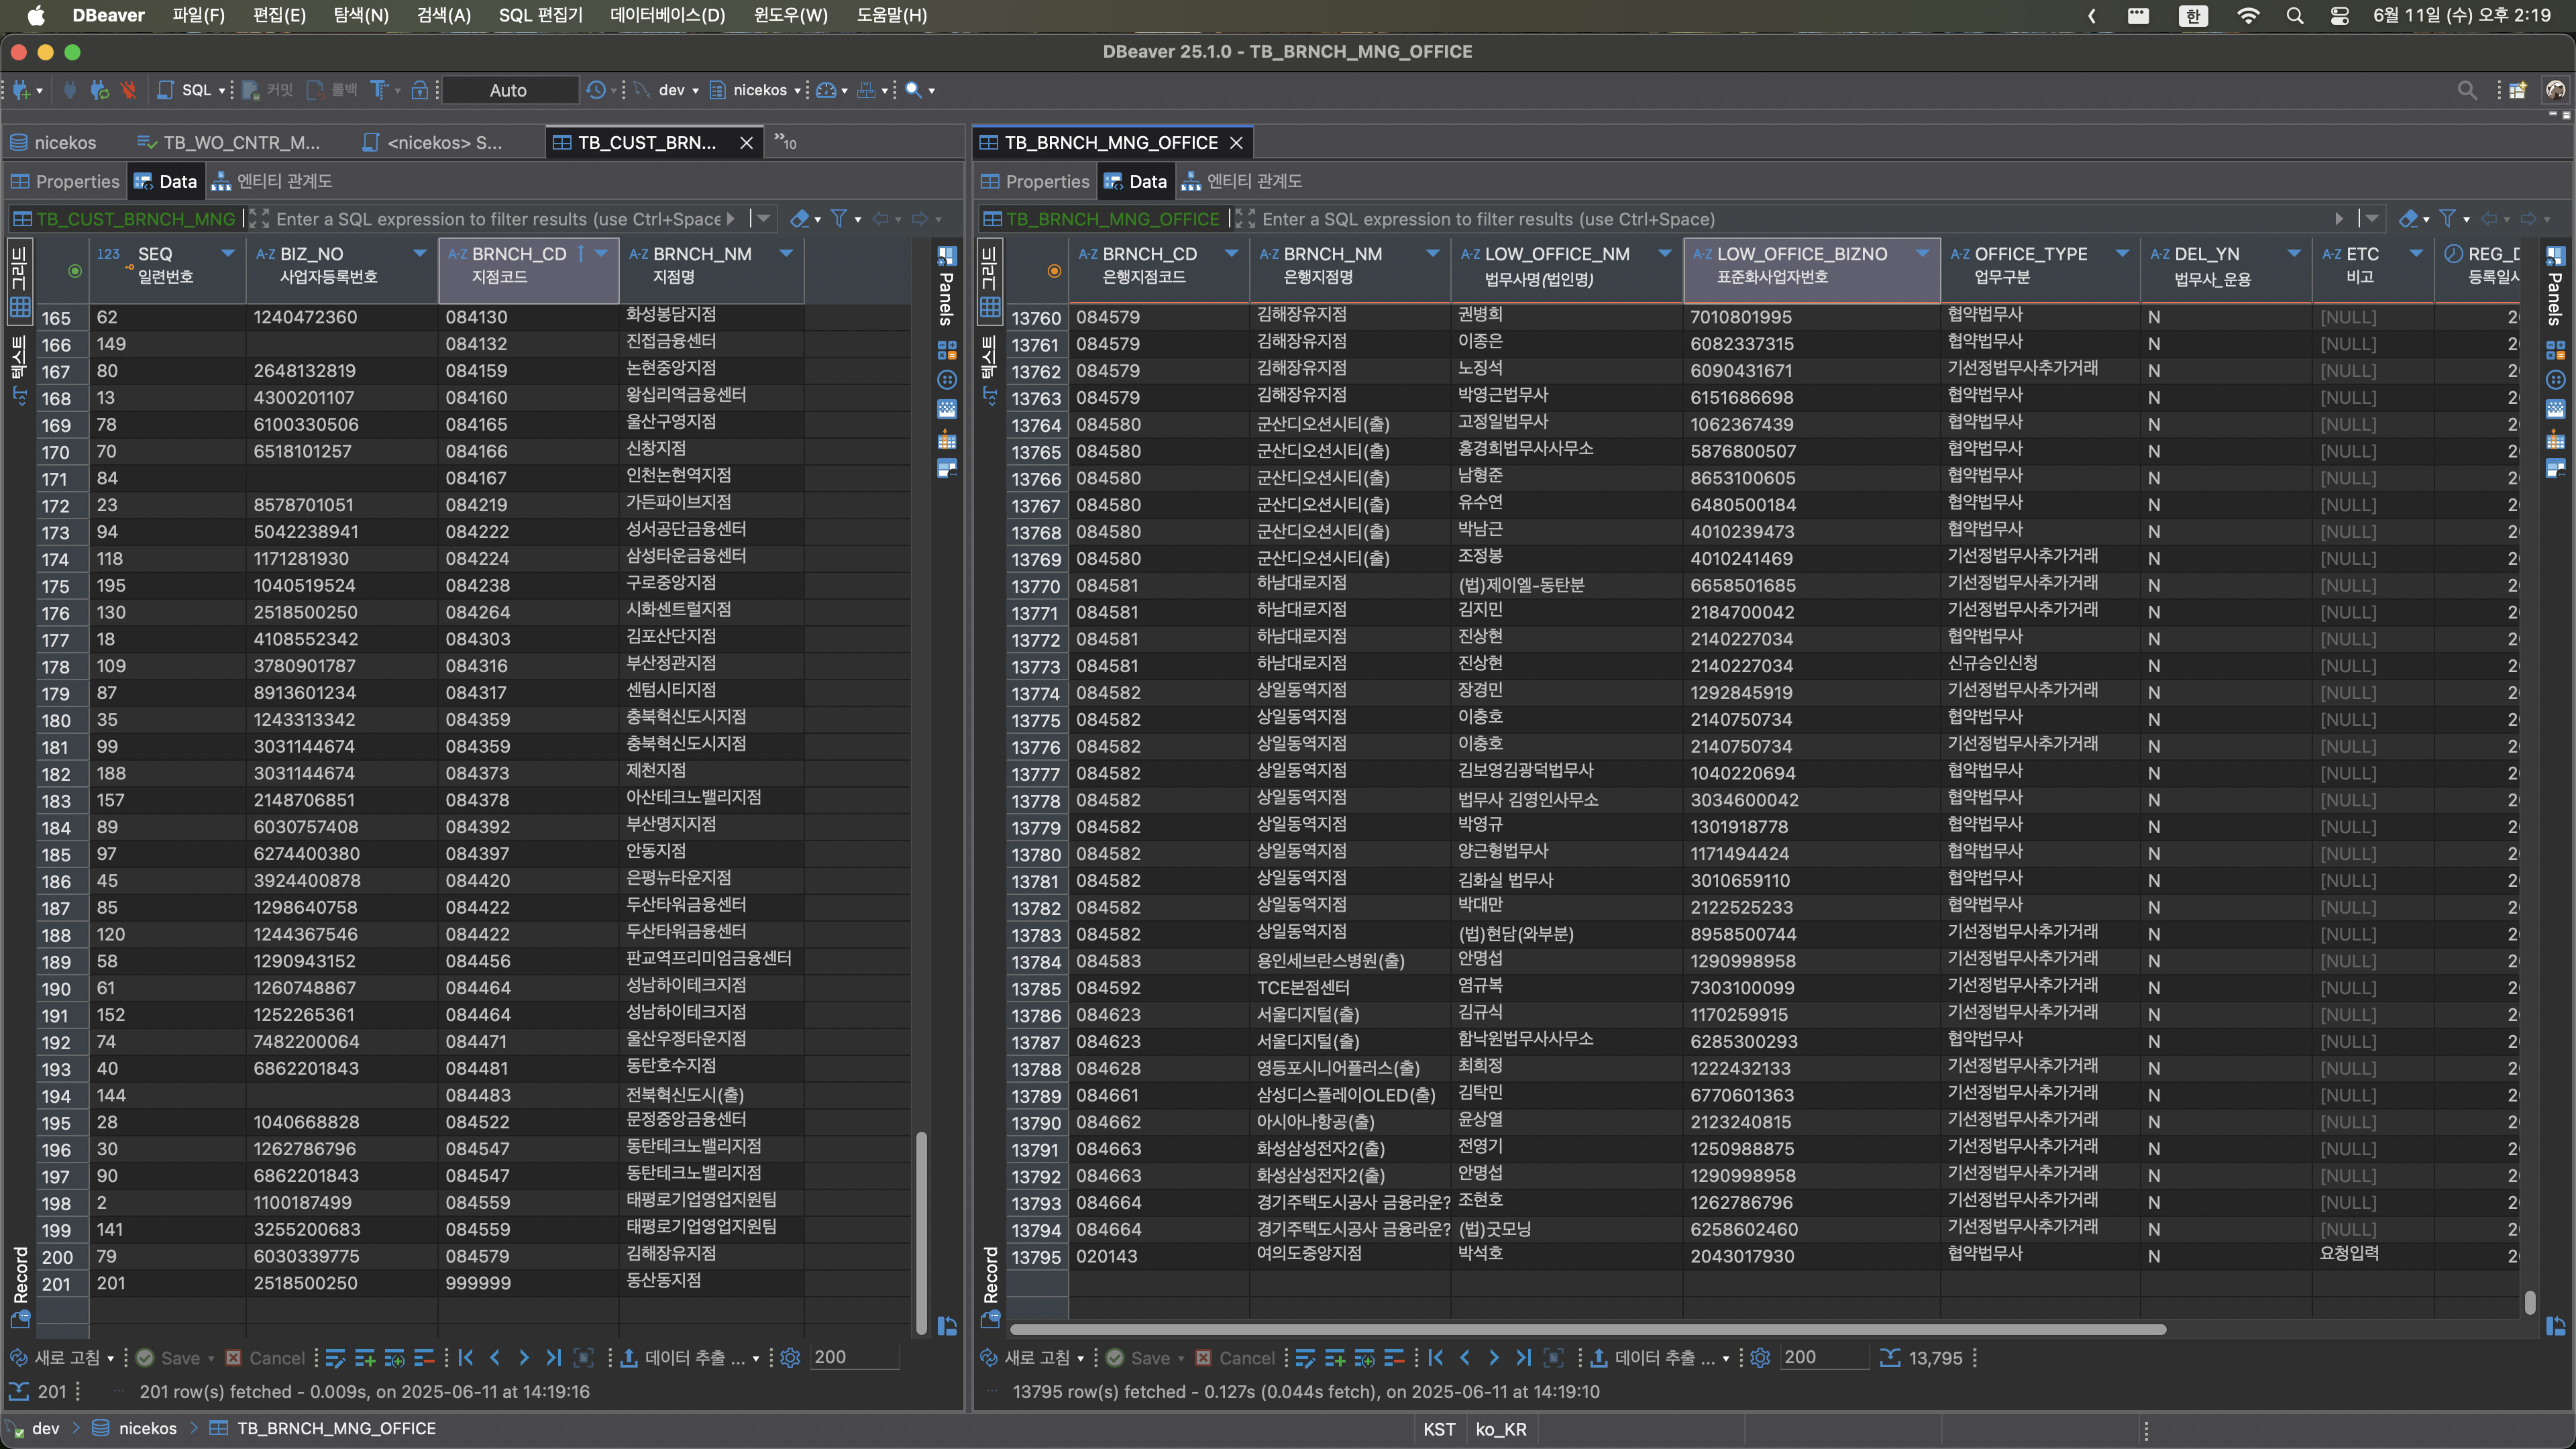 DBeaver 파일(F) 편집(E) 탐색(N) 검색(A) SQL 편집기 데이터베이스(D) 윈도우(W) 도움말(H) 한 6월 11일 (수) 오후 2:19
DBeaver 25.1.0 - TB_BRNCH_MNG_OFFICE
SQL 커밋 롤백 T Auto dev nicekos
nicekos TB_WO_CNTR_M... <nicekos> S... TB_CUST_BRN... »10
Properties Data 엔티티 관계도
TB_CUST_BRNCH_MNG Enter a SQL expression to filter results (use Ctrl+Space
그리드
텍스트
Record
Panels
123 SEQ A-Z BIZ_NO A-Z BRNCH_CD A-Z BRNCH_NM
일련번호 사업자등록번호 지점코드 지점명
165 62 1240472360 084130 화성봉담지점
166 149 084132 진접금융센터
167 80 2648132819 084159 논현중앙지점
168 13 4300201107 084160 왕십리역금융센터
169 78 6100330506 084165 울산구영지점
170 70 6518101257 084166 신창지점
171 84 084167 인천논현역지점
172 23 8578701051 084219 가든파이브지점
173 94 5042238941 084222 성서공단금융센터
174 118 1171281930 084224 삼성타운금융센터
175 195 1040519524 084238 구로중앙지점
176 130 2518500250 084264 시화센트럴지점
177 18 4108552342 084303 김포산단지점
178 109 3780901787 084316 부산정관지점
179 87 8913601234 084317 센텀시티지점
180 35 1243313342 084359 충북혁신도시지점
181 99 3031144674 084359 충북혁신도시지점
182 188 3031144674 084373 제천지점
183 157 2148706851 084378 아산테크노밸리지점
184 89 6030757408 084392 부산명지지점
185 97 6274400380 084397 안동지점
186 45 3924400878 084420 은평뉴타운지점
187 85 1298640758 084422 두산타워금융센터
188 120 1244367546 084422 두산타워금융센터
189 58 1290943152 084456 판교역프리미엄금융센터
190 61 1260748867 084464 성남하이테크지점
191 152 1252265361 084464 성남하이테크지점
192 74 7482200064 084471 울산우정타운지점
193 40 6862201843 084481 동탄호수지점
194 144 084483 전북혁신도시(출)
195 28 1040668828 084522 문정중앙금융센터
196 30 1262786796 084547 동탄테크노밸리지점
197 90 6862201843 084547 동탄테크노밸리지점
198 2 1100187499 084559 태평로기업영업지원팀
199 141 3255200683 084559 태평로기업영업지원팀
200 79 6030339775 084579 김해장유지점
201 201 2518500250 999999 동산동지점
새로 고침 Save Cancel 데이터 추출 ... 200
201 201 row(s) fetched - 0.009s, on 2025-06-11 at 14:19:16
TB_BRNCH_MNG_OFFICE
Properties Data 엔티티 관계도
TB_BRNCH_MNG_OFFICE Enter a SQL expression to filter results (use Ctrl+Space)
그리드
텍스트
Record
Panels
A-Z BRNCH_CD A-Z BRNCH_NM A-Z LOW_OFFICE_NM A-Z LOW_OFFICE_BIZNO A-Z OFFICE_TYPE A-Z DEL_YN A-Z ETC REG_D
은행지점코드 은행지점명 법무사명(법인명) 표준화사업자번호 업무구분 법무사_운용 비고 등록일시
13760 084579 김해장유지점 권병희 7010801995 협약법무사 N [NULL] 2
13761 084579 김해장유지점 이종은 6082337315 협약법무사 N [NULL] 2
13762 084579 김해장유지점 노징석 6090431671 기선정법무사추가거래 N [NULL] 2
13763 084579 김해장유지점 박영근법무사 6151686698 협약법무사 N [NULL] 2
13764 084580 군산디오션시티(출) 고정일법무사 1062367439 협약법무사 N [NULL] 2
13765 084580 군산디오션시티(출) 홍경희법무사사무소 5876800507 협약법무사 N [NULL] 2
13766 084580 군산디오션시티(출) 남형준 8653100605 협약법무사 N [NULL] 2
13767 084580 군산디오션시티(출) 유수연 6480500184 협약법무사 N [NULL] 2
13768 084580 군산디오션시티(출) 박남근 4010239473 협약법무사 N [NULL] 2
13769 084580 군산디오션시티(출) 조정봉 4010241469 기선정법무사추가거래 N [NULL] 2
13770 084581 하남대로지점 (법)제이엘-동탄분 6658501685 기선정법무사추가거래 N [NULL] 2
13771 084581 하남대로지점 김지민 2184700042 기선정법무사추가거래 N [NULL] 2
13772 084581 하남대로지점 진상현 2140227034 협약법무사 N [NULL] 2
13773 084581 하남대로지점 진상현 2140227034 신규승인신청 N [NULL] 2
13774 084582 상일동역지점 장경민 1292845919 기선정법무사추가거래 N [NULL] 2
13775 084582 상일동역지점 이충호 2140750734 협약법무사 N [NULL] 2
13776 084582 상일동역지점 이충호 2140750734 기선정법무사추가거래 N [NULL] 2
13777 084582 상일동역지점 김보영김광덕법무사 1040220694 협약법무사 N [NULL] 2
13778 084582 상일동역지점 법무사 김영인사무소 3034600042 협약법무사 N [NULL] 2
13779 084582 상일동역지점 박영규 1301918778 협약법무사 N [NULL] 2
13780 084582 상일동역지점 양근형법무사 1171494424 협약법무사 N [NULL] 2
13781 084582 상일동역지점 김화실 법무사 3010659110 협약법무사 N [NULL] 2
13782 084582 상일동역지점 박대만 2122525233 협약법무사 N [NULL] 2
13783 084582 상일동역지점 (법)현담(와부분) 8958500744 기선정법무사추가거래 N [NULL] 2
13784 084583 용인세브란스병원(출) 안명섭 1290998958 기선정법무사추가거래 N [NULL] 2
13785 084592 TCE본점센터 염규복 7303100099 기선정법무사추가거래 N [NULL] 2
13786 084623 서울디지털(출) 김규식 1170259915 기선정법무사추가거래 N [NULL] 2
13787 084623 서울디지털(출) 함낙원법무사사무소 6285300293 협약법무사 N [NULL] 2
13788 084628 영등포시니어플러스(출) 최희정 1222432133 기선정법무사추가거래 N [NULL] 2
13789 084661 삼성디스플레이OLED(출) 김탁민 6770601363 기선정법무사추가거래 N [NULL] 2
13790 084662 아시아나항공(출) 윤상열 2123240815 기선정법무사추가거래 N [NULL] 2
13791 084663 화성삼성전자2(출) 전영기 1250988875 기선정법무사추가거래 N [NULL] 2
13792 084663 화성삼성전자2(출) 안명섭 1290998958 기선정법무사추가거래 N [NULL] 2
13793 084664 경기주택도시공사 금융라운? 조현호 1262786796 기선정법무사추가거래 N [NULL] 2
13794 084664 경기주택도시공사 금융라운? (법)굿모닝 6258602460 기선정법무사추가거래 N [NULL] 2
13795 020143 여의도중앙지점 박석호 2043017930 협약법무사 N 요청입력 2
새로 고침 Save Cancel 데이터 추출 ... 200 13,795
13795 row(s) fetched - 0.127s (0.044s fetch), on 2025-06-11 at 14:19:10
dev nicekos TB_BRNCH_MNG_OFFICE KST ko_KR